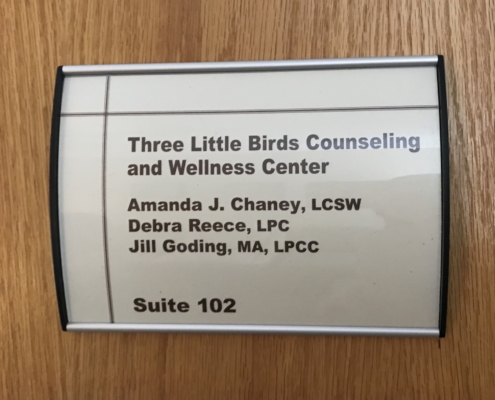 Three Little Birds Counseling
and Wellness Center
Amanda J. Chaney, LCSW
Debra Reece, LPC
Jill Goding, MA, LPCC
Suite 102